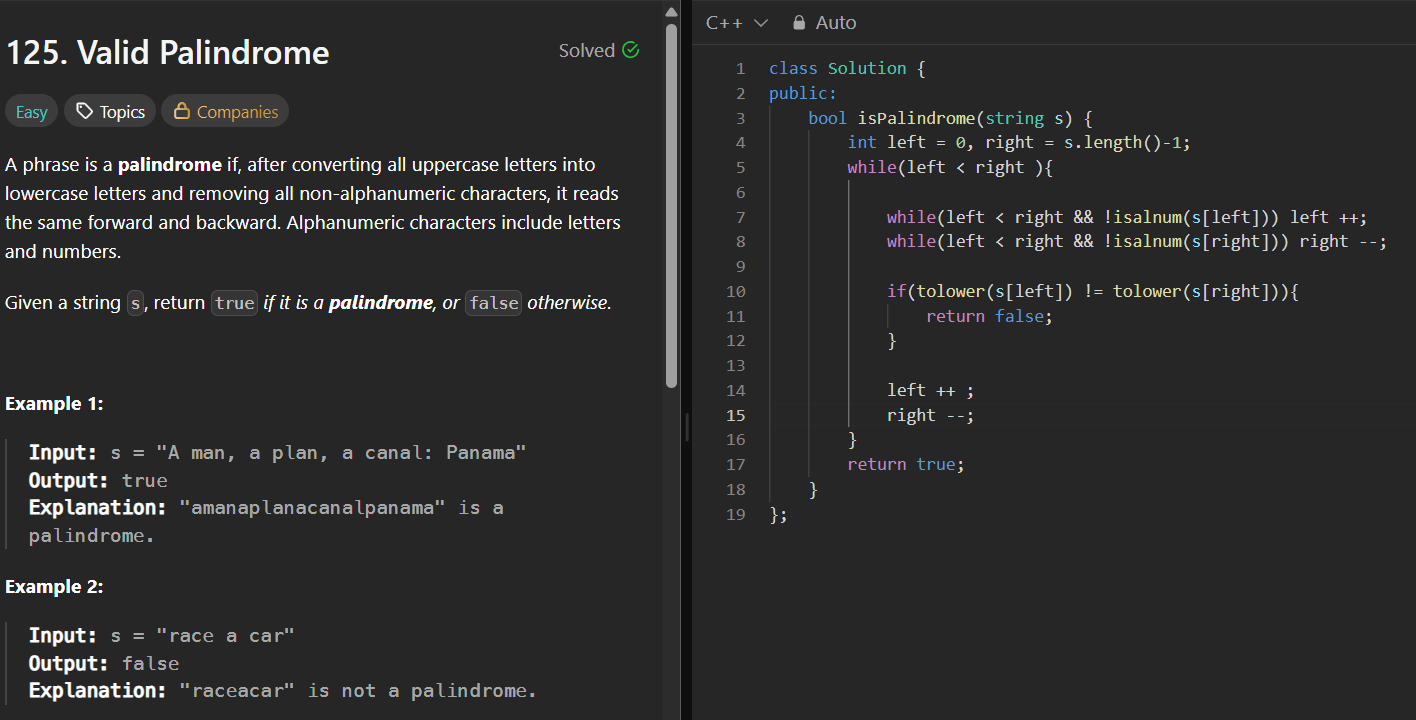 125. Valid Palindrome
Solved
Easy
Topics
Companies
A phrase is a palindrome if, after converting all uppercase letters into
lowercase letters and removing all non-alphanumeric characters, it reads
the same forward and backward. Alphanumeric characters include letters
and numbers.
Given a string s, return true if it is a palindrome, or false otherwise.
Example 1:
Input: s = "A man, a plan, a canal: Panama"
Output: true
Explanation: "amanaplanacanalpanama" is a
palindrome.
Example 2:
Input: s = "race a car"
Output: false
Explanation: "raceacar" is not a palindrome.
C++
Auto
1 class Solution {
2 public:
3     bool isPalindrome(string s) {
4         int left = 0, right = s.length()-1;
5         while(left < right ){
6
7             while(left < right && !isalnum(s[left])) left ++;
8             while(left < right && !isalnum(s[right])) right --;
9
10             if(tolower(s[left]) != tolower(s[right])){
11                 return false;
12             }
13
14             left ++ ;
15             right --;
16         }
17         return true;
18     }
19 };